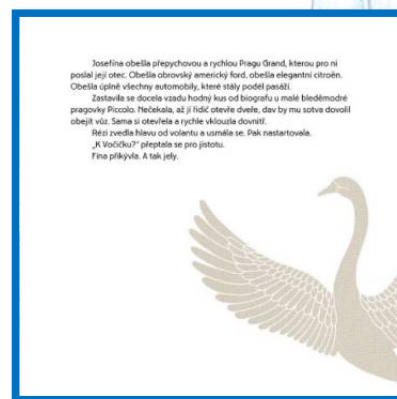 Josefína obešla přepychovou a rychlou Pragu Grand, kterou pro ni
poslal její otec. Obešla obrovský americký ford, obešla elegantní citroën.
Obešla úplně všechny automobily, které stály podél pasáží.
Zastavila se docela vzadu hodný kus od biografu u malé bleděmodré
pragovky Piccolo. Nečekala, až jí řidič otevře dveře, dav by mu sotva dovolil
obejít vůz. Sama si otevřela a rychle vklouzla dovnitř.
Rézi zvedla hlavu od volantu a usmála se. Pak nastartovala.
„K Vočičku?“ přeptala se pro jistotu.
Fína přikývla. A tak jely.